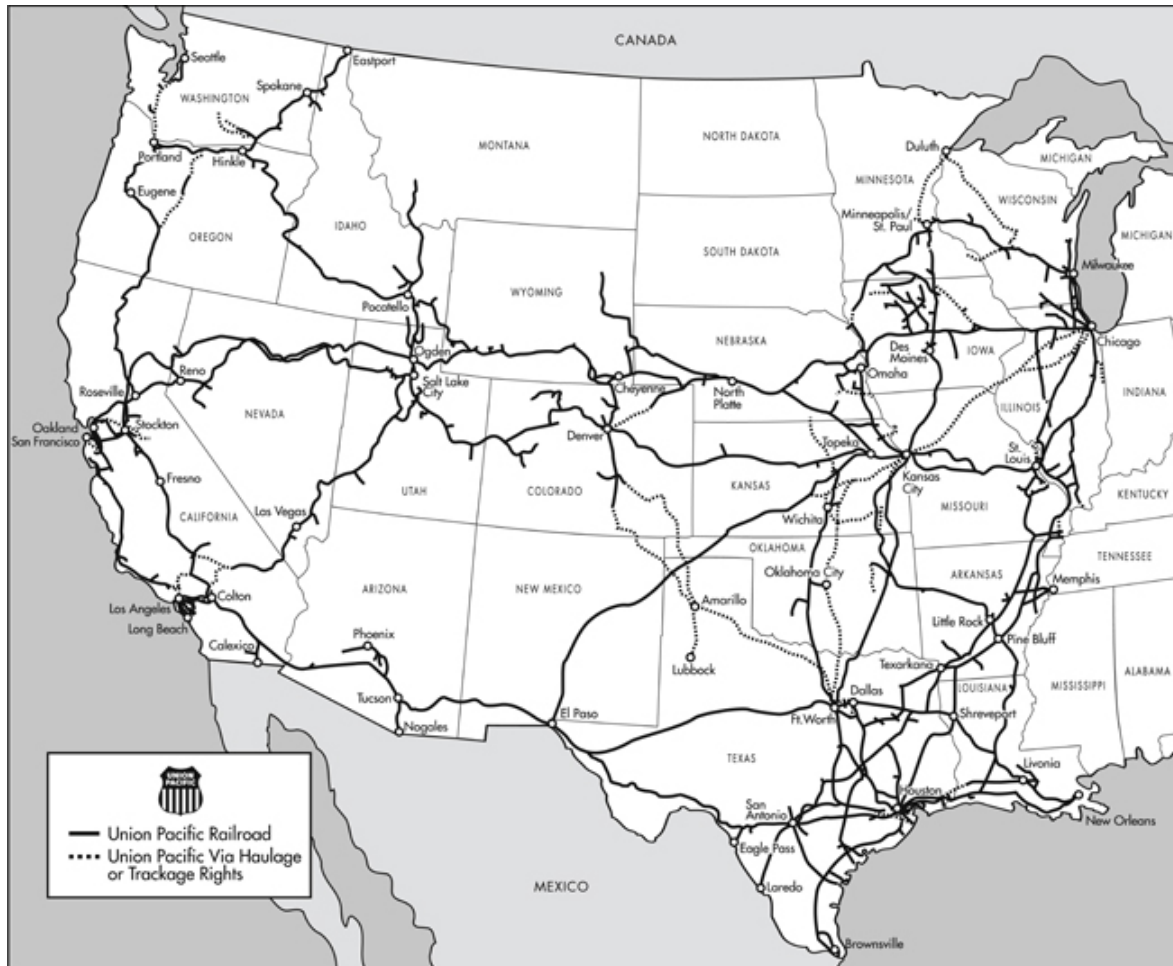 CANADA
Seattle
Eastport
Spokane
WASHINGTON
MONTANA
NORTH DAKOTA
Duluth
MICHIGAN
MINNESOTA
WISCONSIN
Portland
Hinkle
Eugene
IDAHO
OREGON
Minneapolis/
St. Paul
MICHIGAN
SOUTH DAKOTA
Milwaukee
WYOMING
Pocatello
NEBRASKA
Chicago
Ogden
Des
Moines
IOWA
Omaha
Reno
Salt Lake
City
Cheyenne
North
Platte
INDIANA
Roseville
NEVADA
ILLINOIS
Oakland
San Francisco
Stockton
Denver
Topeka
St.
Louis
Kansas
City
Fresno
UTAH
COLORADO
KANSAS
KENTUCKY
Las Vegas
CALIFORNIA
Wichita
MISSOURI
OKLAHOMA
TENNESSEE
ARIZONA
NEW MEXICO
Oklahoma City
ARKANSAS
Memphis
Los Angeles
Colton
Amarillo
Long Beach
Little Rock
Phoenix
Pine Bluff
Calexico
Lubbock
Texarkana
MISSISSIPPI
ALABAMA
Tucson
Dallas
LOUISIANA
El Paso
Ft. Worth
Shreveport
Nogales
TEXAS
Livonia
Houston
San
Antonio
New Orleans
Eagle Pass
MEXICO
Laredo
Brownsville
UNION
PACIFIC
Union Pacific Railroad
Union Pacific Via Haulage
or Trackage Rights